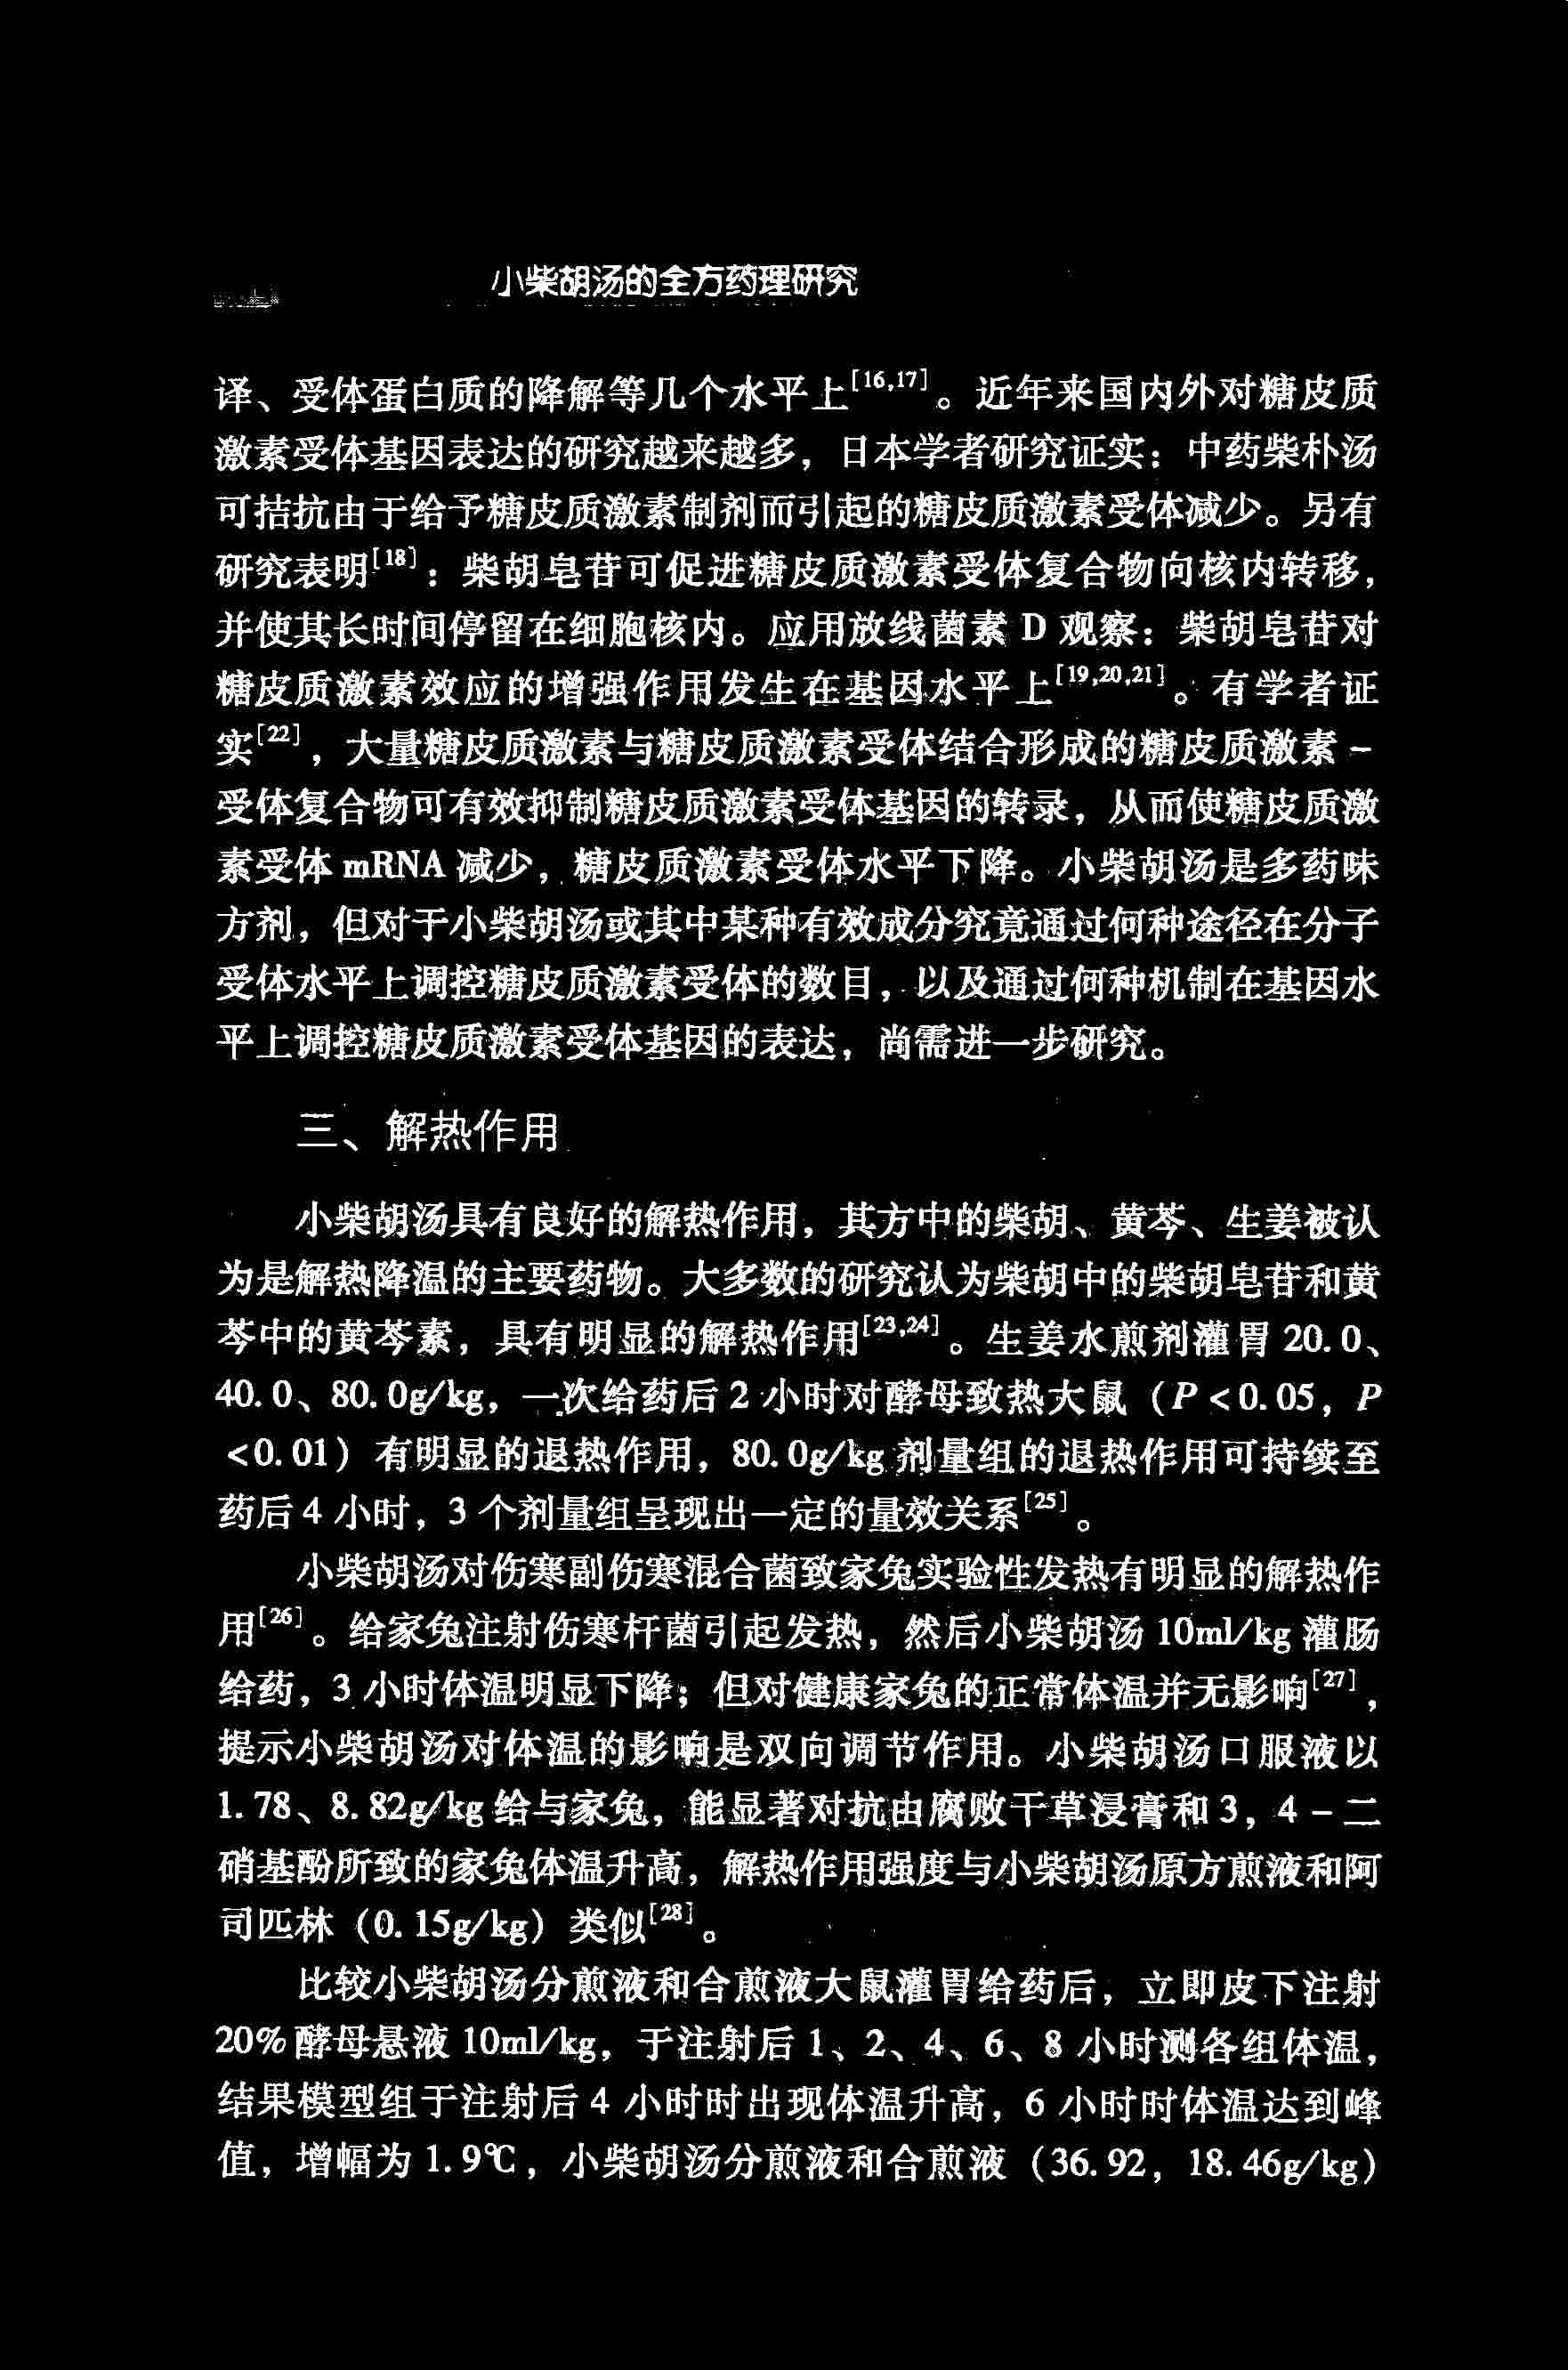 小柴胡汤的全方药理研究
译、受体蛋白质的降解等几个水平上[16,17]。近年来国内外对糖皮质
激素受体基因表达的研究越来越多，日本学者研究证实：中药柴朴汤
可拮抗由于给予糖皮质激素制剂而引起的糖皮质激素受体减少。另有
研究表明[18]：柴胡皂苷可促进糖皮质激素受体复合物向核内转移，
并使其长时间停留在细胞核内。应用放线菌素 D 观察：柴胡皂苷对
糖皮质激素效应的增强作用发生在基因水平上[19,20,21]。有学者证
实[22]，大量糖皮质激素与糖皮质激素受体结合形成的糖皮质激素－
受体复合物可有效抑制糖皮质激素受体基因的转录，从而使糖皮质激
素受体 mRNA 减少，糖皮质激素受体水平下降。小柴胡汤是多药味
方剂，但对于小柴胡汤或其中某种有效成分究竟通过何种途径在分子
受体水平上调控糖皮质激素受体的数目，以及通过何种机制在基因水
平上调控糖皮质激素受体基因的表达，尚需进一步研究。
三、解热作用
小柴胡汤具有良好的解热作用，其方中的柴胡、黄芩、生姜被认
为是解热降温的主要药物。大多数的研究认为柴胡中的柴胡皂苷和黄
芩中的黄芩素，具有明显的解热作用[23,24]。生姜水煎剂灌胃 20.0、
40.0、80.0g/kg，一次给药后 2 小时对酵母致热大鼠（P<0.05，P
<0.01）有明显的退热作用，80.0g/kg 剂量组的退热作用可持续至
药后 4 小时，3 个剂量组呈现出一定的量效关系[25]。
小柴胡汤对伤寒副伤寒混合菌致家兔实验性发热有明显的解热作
用[26]。给家兔注射伤寒杆菌引起发热，然后小柴胡汤 10ml/kg 灌肠
给药，3 小时体温明显下降；但对健康家兔的正常体温并无影响[27]，
提示小柴胡汤对体温的影响是双向调节作用。小柴胡汤口服液以
1.78、8.82g/kg 给与家兔，能显著对抗由腐败干草浸膏和 3，4－二
硝基酚所致的家兔体温升高，解热作用强度与小柴胡汤原方煎液和阿
司匹林（0.15g/kg）类似[28]。
比较小柴胡汤分煎液和合煎液大鼠灌胃给药后，立即皮下注射
20%酵母悬液 10ml/kg，于注射后 1、2、4、6、8 小时测各组体温，
结果模型组于注射后 4 小时时出现体温升高，6 小时时体温达到峰
值，增幅为 1.9℃，小柴胡汤分煎液和合煎液（36.92，18.46g/kg）